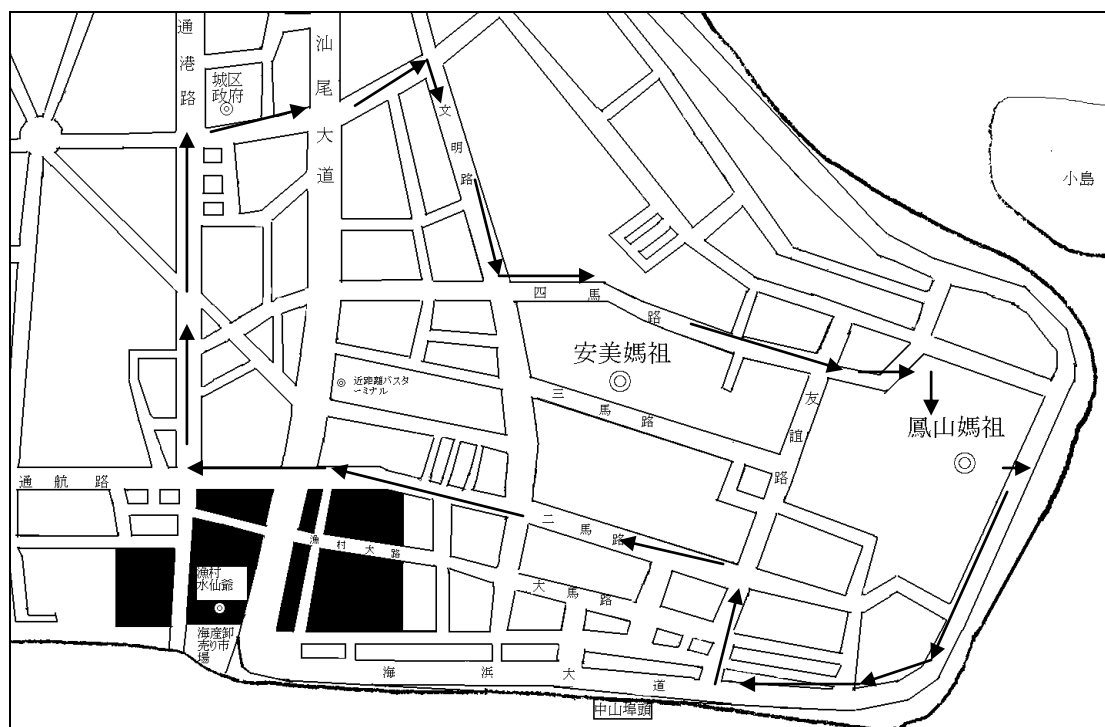 通港路
汕尾大道
城区
政府
文明路
小島
四馬路
安美媽祖
近距離バスタ
ーミナル
三馬路
友誼路
鳳山媽祖
通航路
二馬路
漁村大路
大馬路
漁村
水仙爺
海産卸
売り市
場
海浜大道
中山埠頭